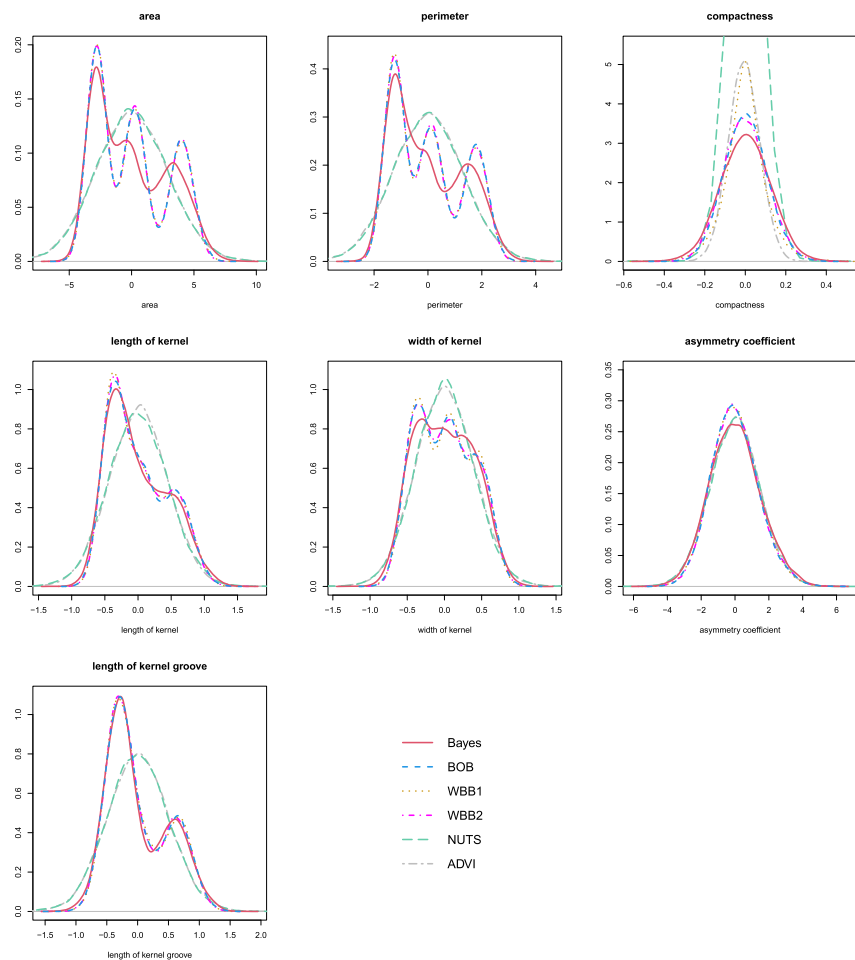 area
0.00 0.05 0.10 0.15 0.20
−5 0 5 10
area
perimeter
0.0 0.1 0.2 0.3 0.4
−2 0 2 4
perimeter
compactness
0 1 2 3 4 5
−0.6 −0.4 −0.2 0.0 0.2 0.4
compactness
length of kernel
0.0 0.2 0.4 0.6 0.8 1.0
−1.5 −1.0 −0.5 0.0 0.5 1.0 1.5
length of kernel
width of kernel
0.0 0.2 0.4 0.6 0.8 1.0
−1.5 −1.0 −0.5 0.0 0.5 1.0 1.5
width of kernel
asymmetry coefficient
0.00 0.05 0.10 0.15 0.20 0.25 0.30 0.35
−6 −4 −2 0 2 4 6
asymmetry coefficient
length of kernel groove
0.0 0.2 0.4 0.6 0.8 1.0
−1.5 −1.0 −0.5 0.0 0.5 1.0 1.5 2.0
length of kernel groove
Bayes
BOB
WBB1
WBB2
NUTS
ADVI